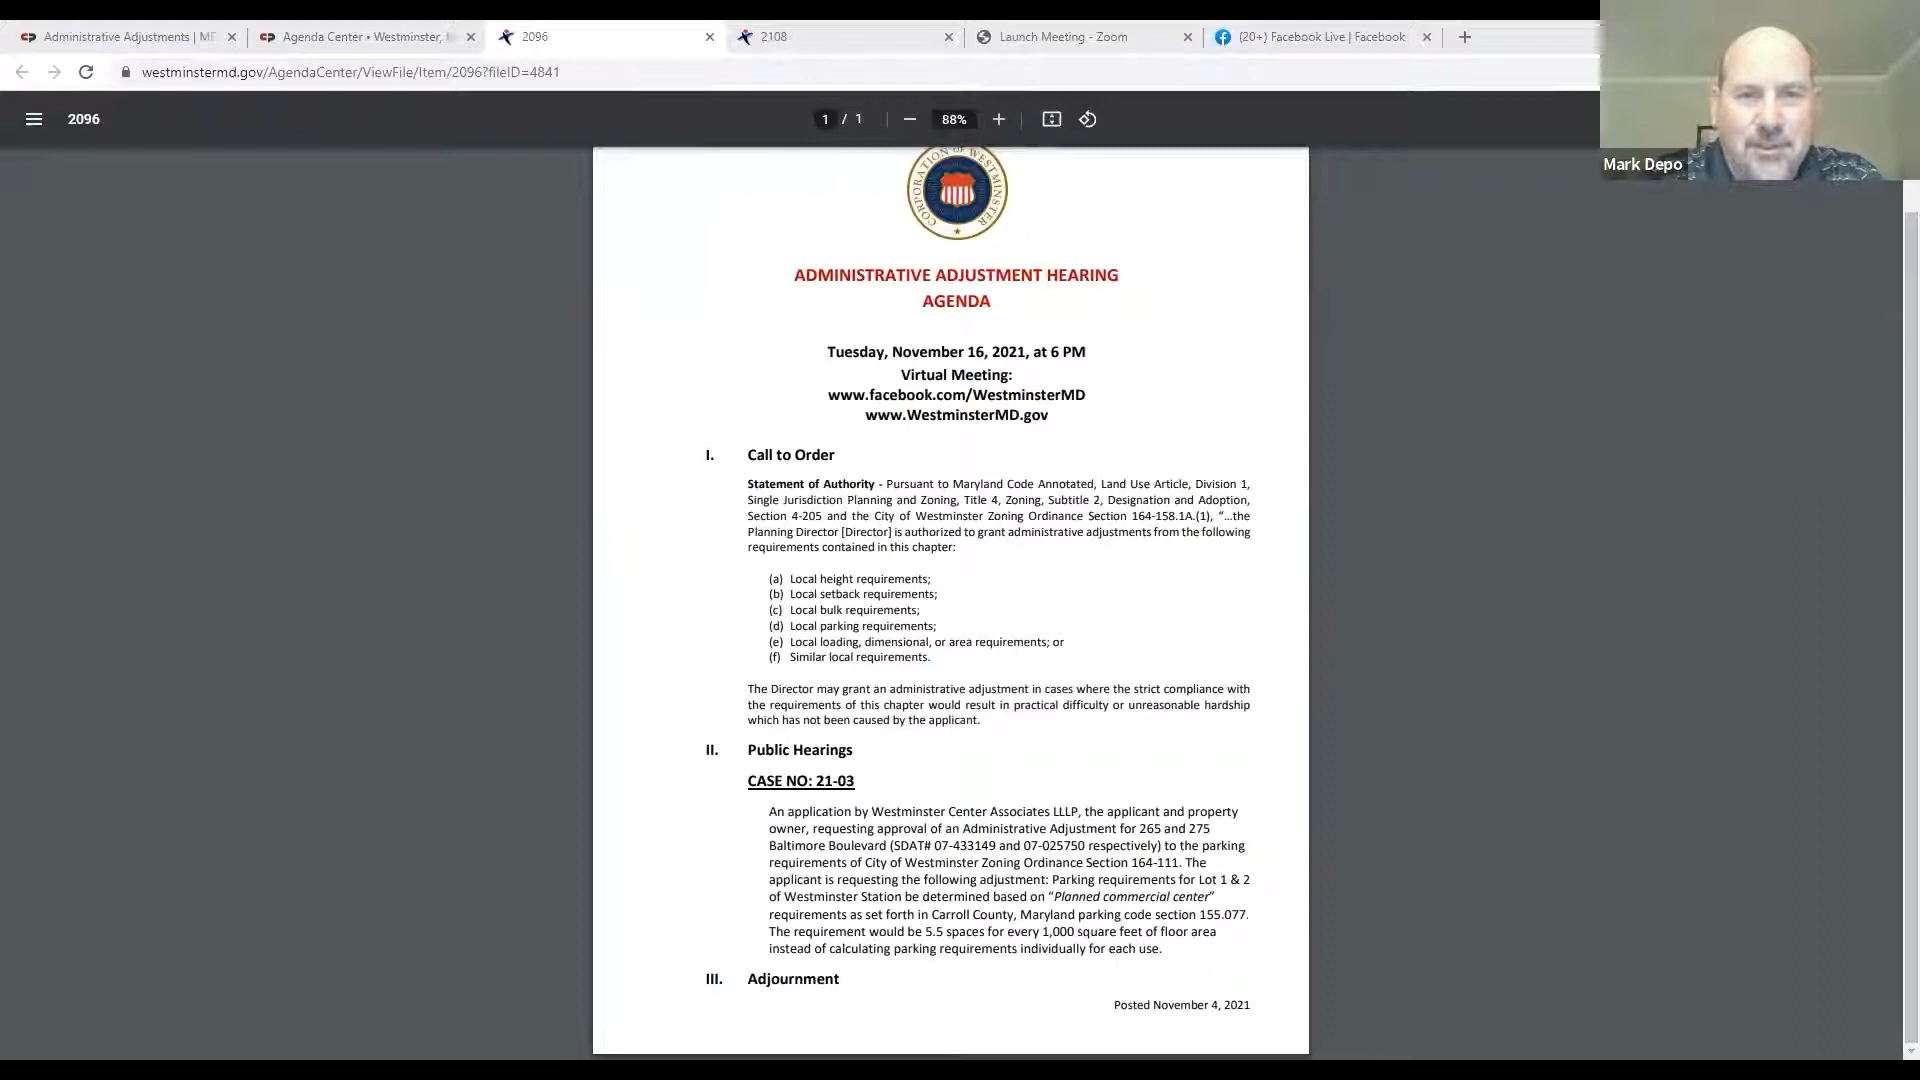 Administrative Adjustments | MF
Agenda Center • Westminster,
2096
2108
Launch Meeting - Zoom
(20+) Facebook Live | Facebook
westminstermd.gov/AgendaCenter/ViewFile/Item/2096?fileID=4841
2096
1 / 1
88%
Mark Depo
CORPORATION OF WESTMINSTER
ADMINISTRATIVE ADJUSTMENT HEARING
AGENDA
Tuesday, November 16, 2021, at 6 PM
Virtual Meeting:
www.facebook.com/WestminsterMD
www.WestminsterMD.gov
I. Call to Order
Statement of Authority - Pursuant to Maryland Code Annotated, Land Use Article, Division 1,
Single Jurisdiction Planning and Zoning, Title 4, Zoning, Subtitle 2, Designation and Adoption,
Section 4-205 and the City of Westminster Zoning Ordinance Section 164-158.1A.(1), “…the
Planning Director [Director] is authorized to grant administrative adjustments from the following
requirements contained in this chapter:
(a) Local height requirements;
(b) Local setback requirements;
(c) Local bulk requirements;
(d) Local parking requirements;
(e) Local loading, dimensional, or area requirements; or
(f) Similar local requirements.
The Director may grant an administrative adjustment in cases where the strict compliance with
the requirements of this chapter would result in practical difficulty or unreasonable hardship
which has not been caused by the applicant.
II. Public Hearings
CASE NO: 21-03
An application by Westminster Center Associates LLLP, the applicant and property
owner, requesting approval of an Administrative Adjustment for 265 and 275
Baltimore Boulevard (SDAT# 07-433149 and 07-025750 respectively) to the parking
requirements of City of Westminster Zoning Ordinance Section 164-111. The
applicant is requesting the following adjustment: Parking requirements for Lot 1 & 2
of Westminster Station be determined based on “Planned commercial center”
requirements as set forth in Carroll County, Maryland parking code section 155.077.
The requirement would be 5.5 spaces for every 1,000 square feet of floor area
instead of calculating parking requirements individually for each use.
III. Adjournment
Posted November 4, 2021